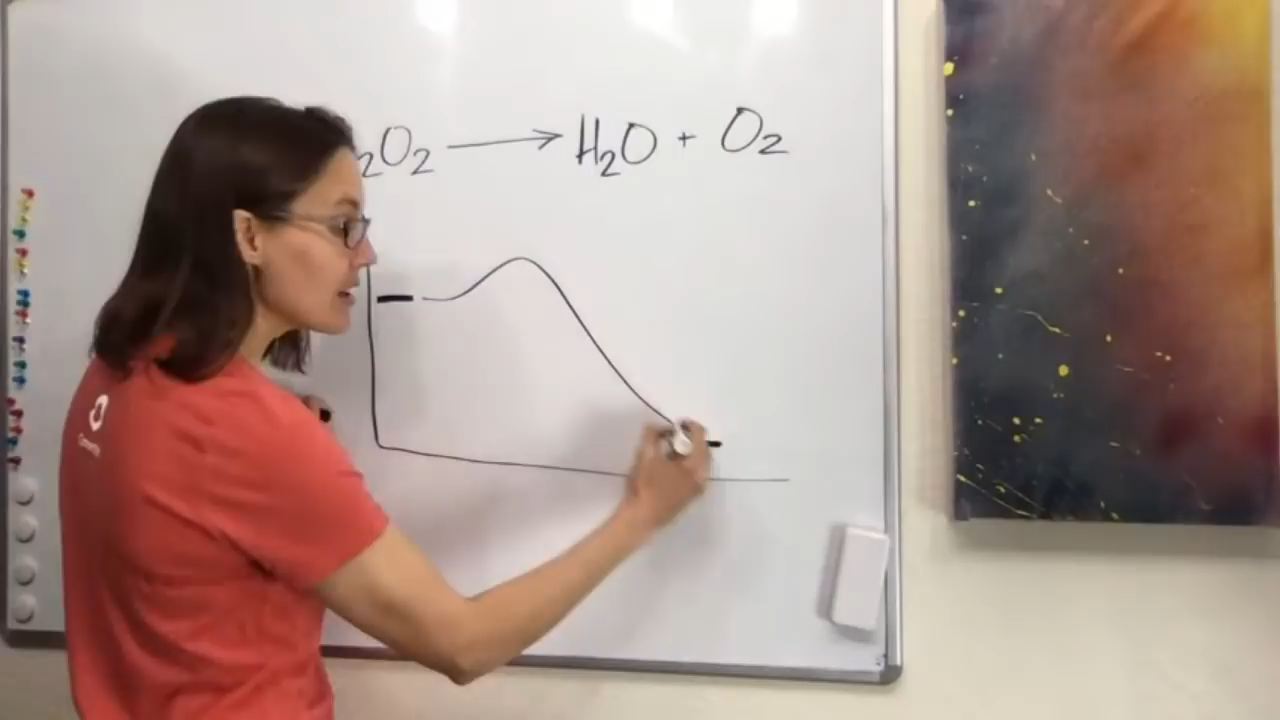 ₂O₂ → H₂O + O₂